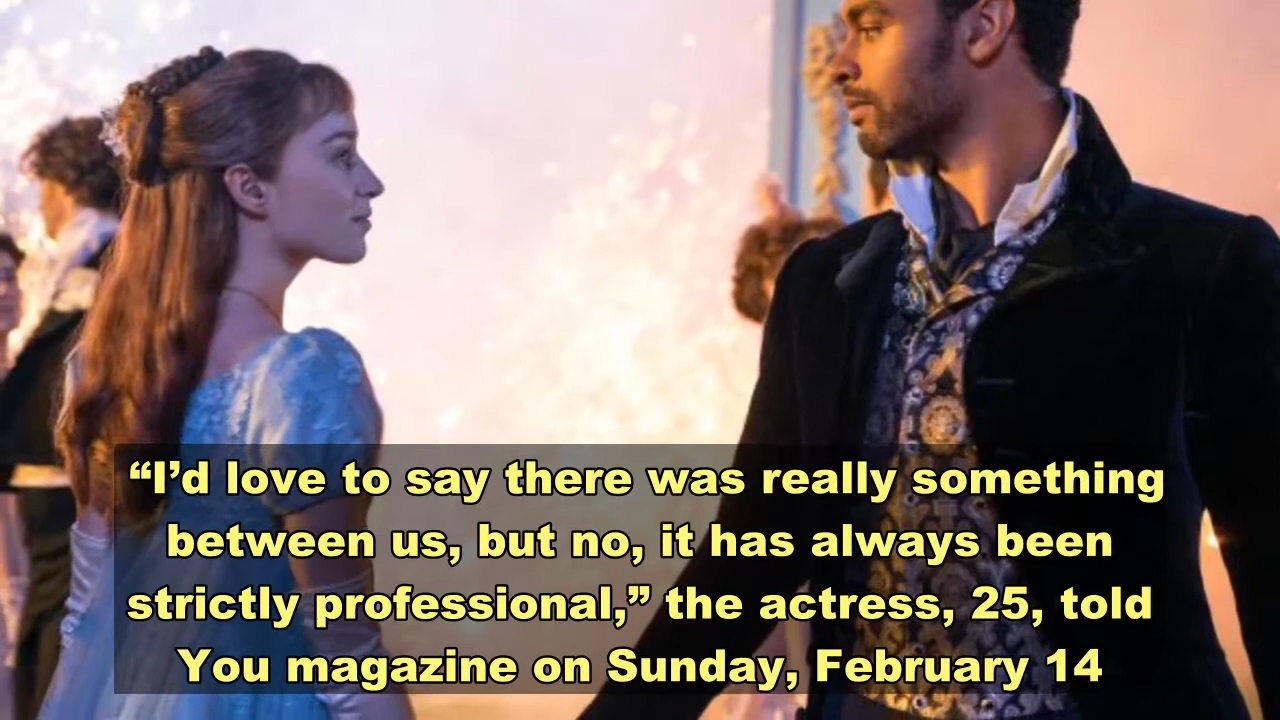 “I’d love to say there was really something
between us, but no, it has always been
strictly professional,” the actress, 25, told
You magazine on Sunday, February 14